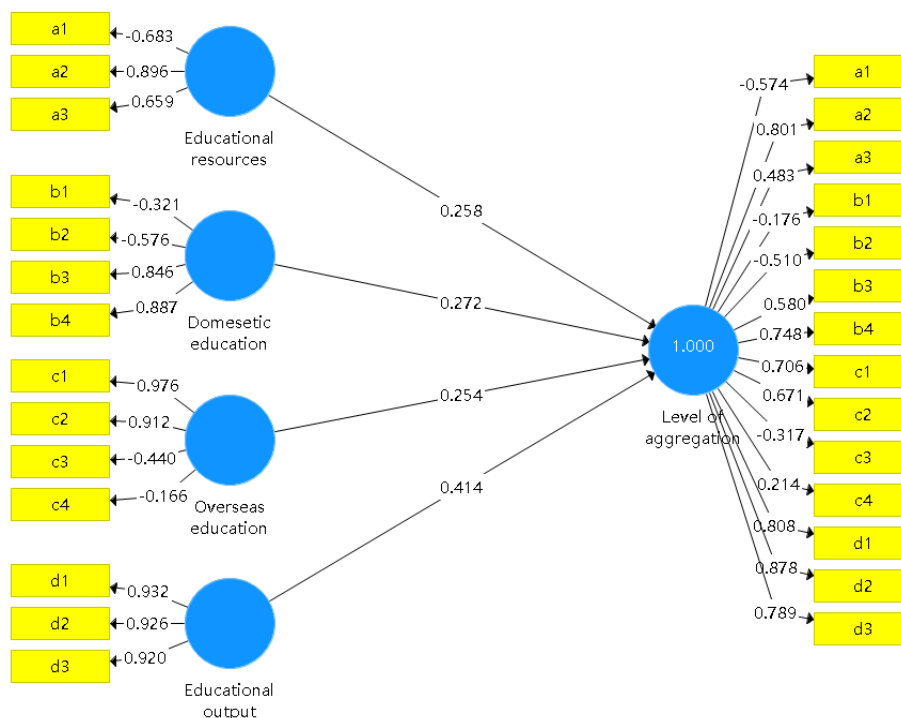 a1
-0.683
a2
0.896
a3
0.659
Educational
resources
b1
-0.321
b2
-0.576
b3
0.846
b4
0.887
Domesetic
education
c1
0.976
c2
0.912
c3
-0.440
c4
-0.166
Overseas
education
d1
0.932
d2
0.926
d3
0.920
Educational
output
0.258
0.272
0.254
0.414
1.000
Level of
aggregation
-0.574
a1
0.801
a2
0.483
a3
-0.176
b1
-0.510
b2
0.580
b3
0.748
b4
0.706
c1
0.671
c2
-0.317
c3
0.214
c4
0.808
d1
0.878
d2
0.789
d3